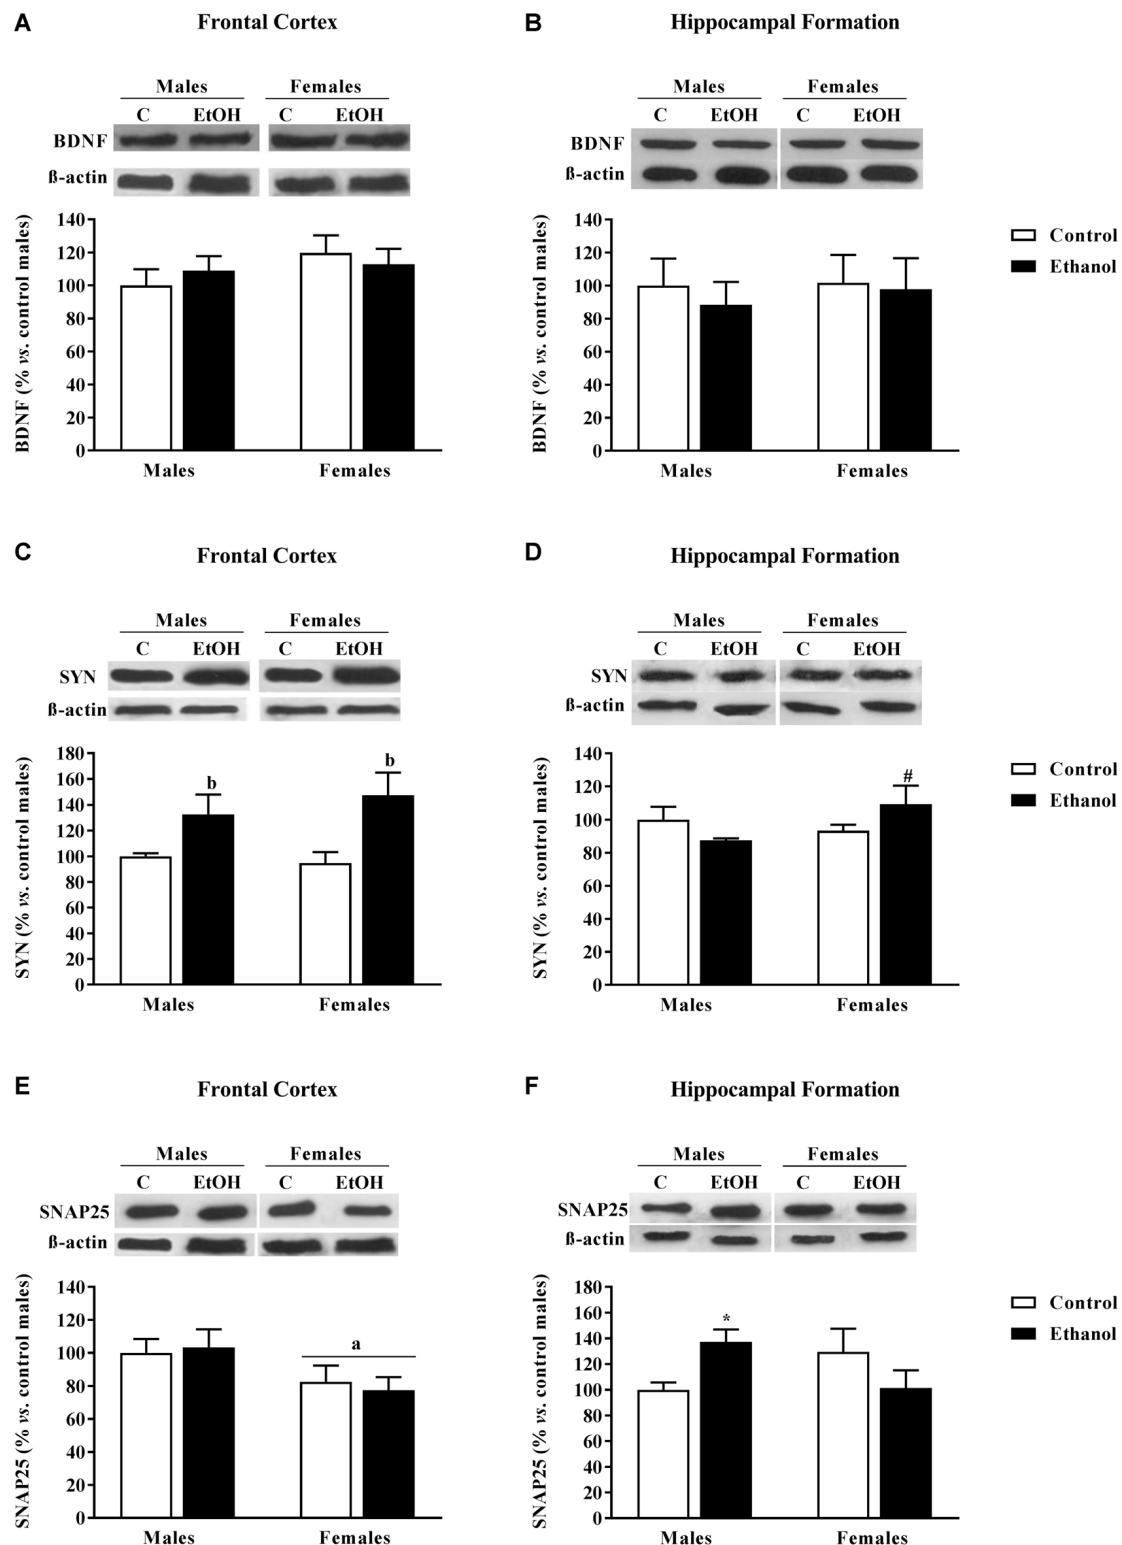 A Frontal Cortex
B Hippocampal Formation
Males Females
C EtOH C EtOH
BDNF
ß-actin
BDNF (% vs. control males)
140
120
100
80
60
40
20
0
Males Females
Males Females
C EtOH C EtOH
BDNF
ß-actin
BDNF (% vs. control males)
140
120
100
80
60
40
20
0
Males Females
Control
Ethanol
C Frontal Cortex
D Hippocampal Formation
Males Females
C EtOH C EtOH
SYN
ß-actin
SYN (% vs. control males)
180
160
140
120
100
80
60
40
20
0
b b
Males Females
Males Females
C EtOH C EtOH
SYN
ß-actin
SYN (% vs. control males)
140
120
100
80
60
40
20
0
#
Males Females
Control
Ethanol
E Frontal Cortex
F Hippocampal Formation
Males Females
C EtOH C EtOH
SNAP25
ß-actin
SNAP25 (% vs. control males)
140
120
100
80
60
40
20
0
a
Males Females
Males Females
C EtOH C EtOH
SNAP25
ß-actin
SNAP25 (% vs. control males)
180
160
140
120
100
80
60
40
20
0
*
Males Females
Control
Ethanol